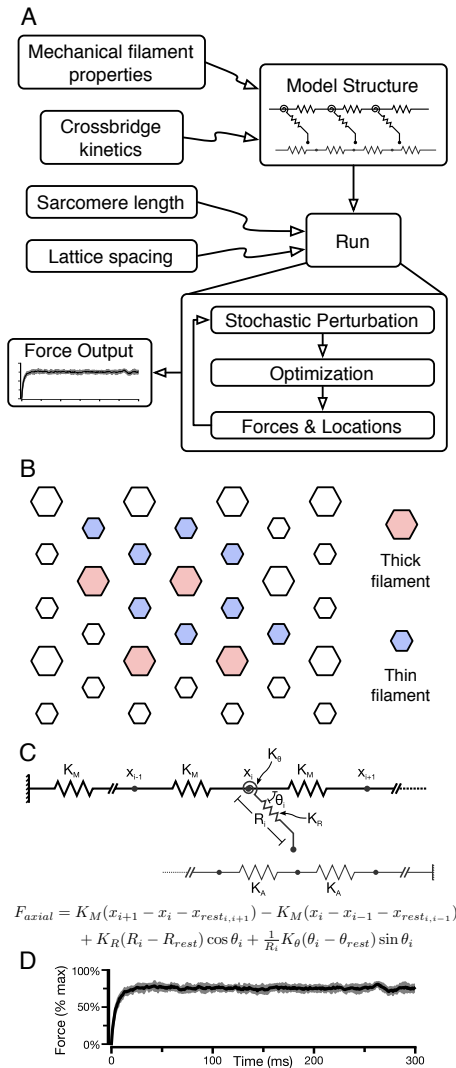 A
Mechanical filament
properties
Model Structure
Crossbridge
kinetics
Sarcomere length
Lattice spacing
Run
Stochastic Perturbation
Optimization
Forces & Locations
Force Output
B
Thick
filament
Thin
filament
C
K_M x_{i-1} K_M x_i K_θ K_M x_{i+1}
θ_i
R_i K_R
K_A K_A
F_{axial} = K_M(x_{i+1} − x_i − x_{rest_{i,i+1}}) − K_M(x_i − x_{i−1} − x_{rest_{i,i−1}})
+ K_R(R_i − R_{rest}) cos θ_i + \frac{1}{R_i} K_θ(θ_i − θ_{rest}) sin θ_i
D
Force (% max)
100%
50%
0%
0 100 200 300
Time (ms)